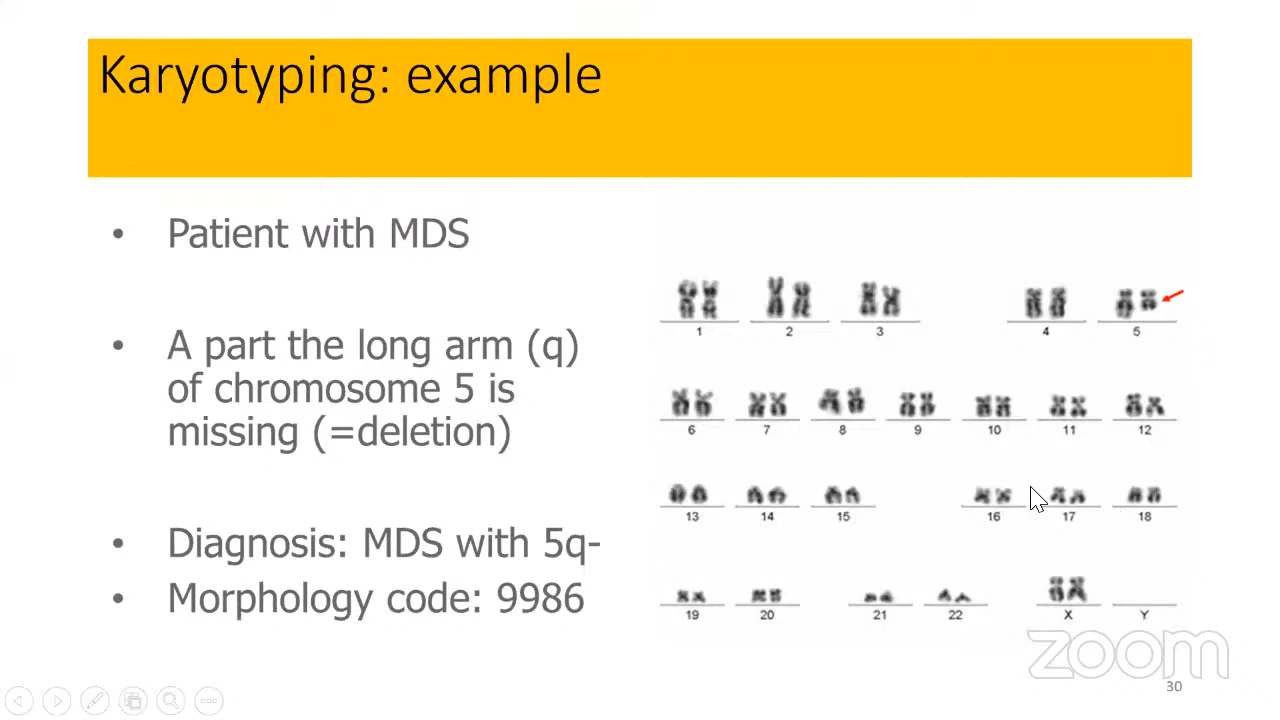 Karyotyping: example
• Patient with MDS
• A part the long arm (q)
of chromosome 5 is
missing (=deletion)
• Diagnosis: MDS with 5q-
• Morphology code: 9986
1 2 3 4 5
6 7 8 9 10 11 12
13 14 15 16 17 18
19 20 21 22 X Y
zoom
30